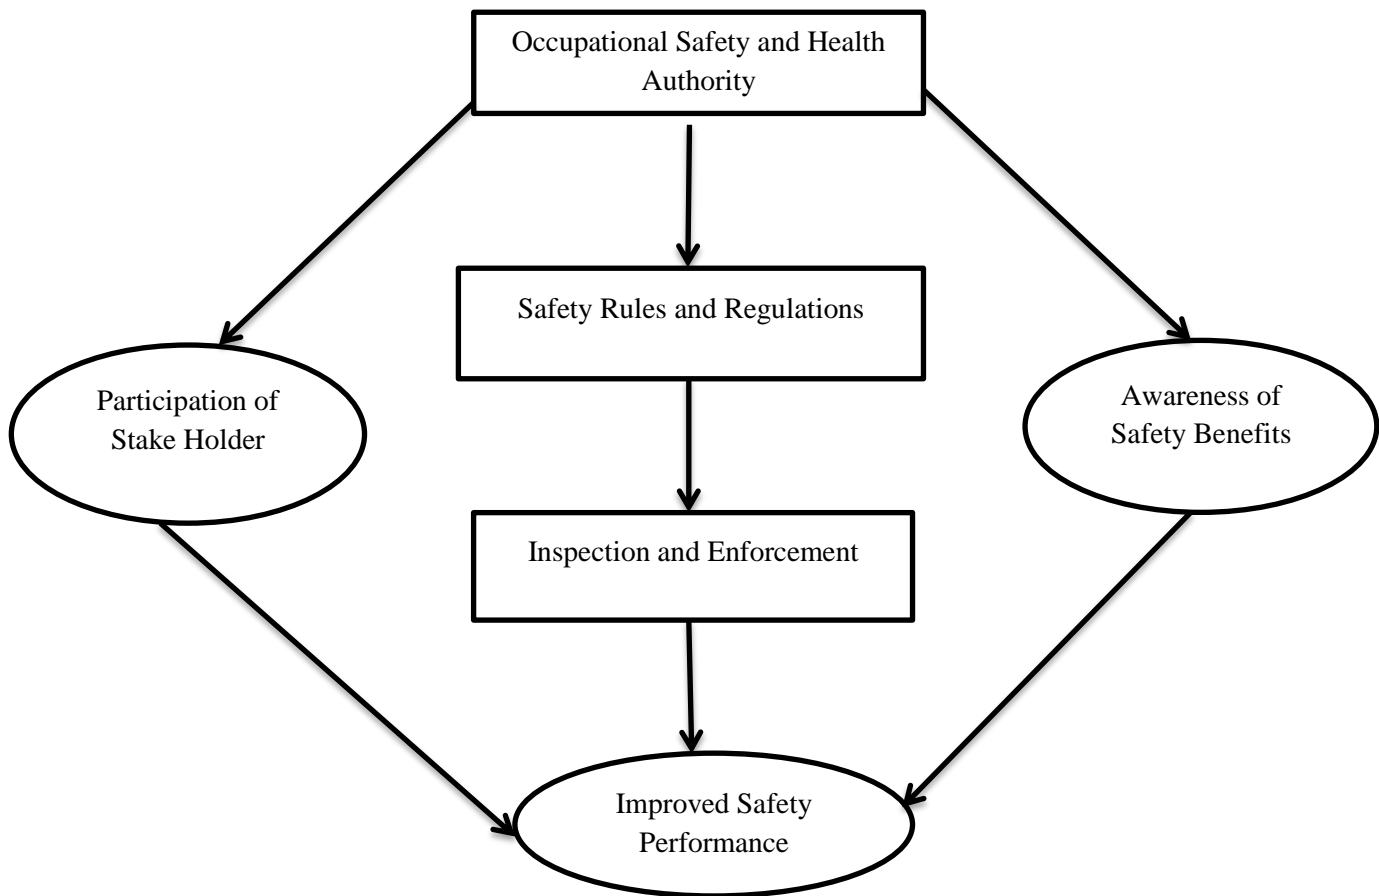 Occupational Safety and Health
Authority
Safety Rules and Regulations
Participation of
Stake Holder
Awareness of
Safety Benefits
Inspection and Enforcement
Improved Safety
Performance